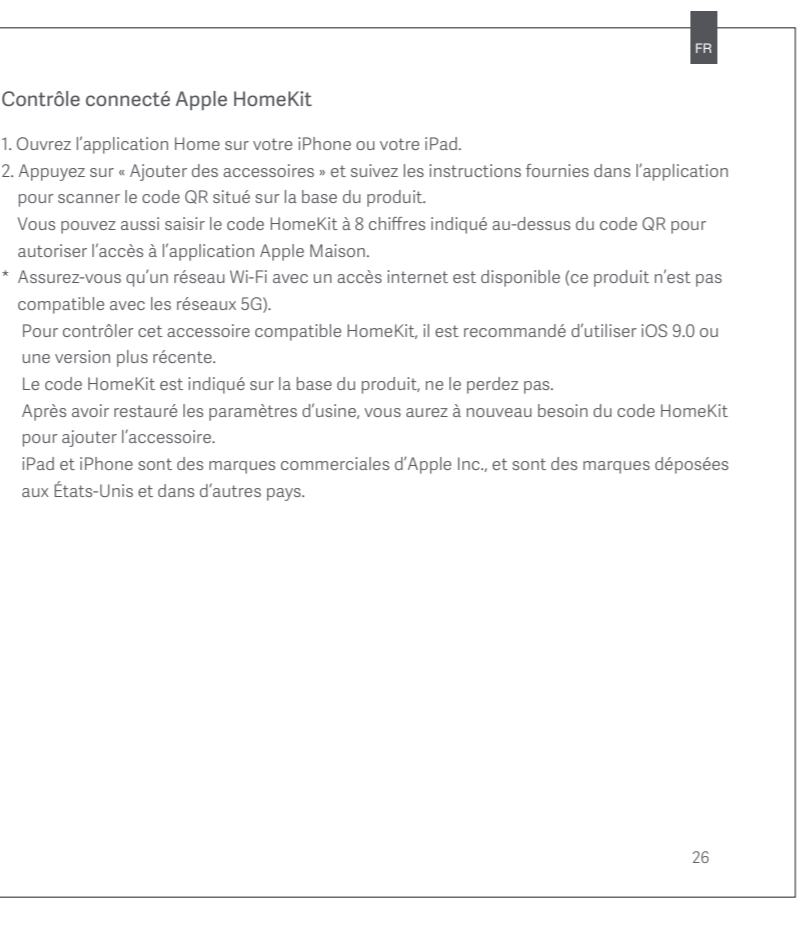 FR
Contrôle connecté Apple HomeKit
1. Ouvrez l’application Home sur votre iPhone ou votre iPad.
2. Appuyez sur « Ajouter des accessoires » et suivez les instructions fournies dans l’application
pour scanner le code QR situé sur la base du produit.
Vous pouvez aussi saisir le code HomeKit à 8 chiffres indiqué au-dessus du code QR pour
autoriser l’accès à l’application Apple Maison.
* Assurez-vous qu’un réseau Wi-Fi avec un accès internet est disponible (ce produit n’est pas
compatible avec les réseaux 5G).
Pour contrôler cet accessoire compatible HomeKit, il est recommandé d’utiliser iOS 9.0 ou
une version plus récente.
Le code HomeKit est indiqué sur la base du produit, ne le perdez pas.
Après avoir restauré les paramètres d’usine, vous aurez à nouveau besoin du code HomeKit
pour ajouter l’accessoire.
iPad et iPhone sont des marques commerciales d’Apple Inc., et sont des marques déposées
aux États-Unis et dans d’autres pays.
26